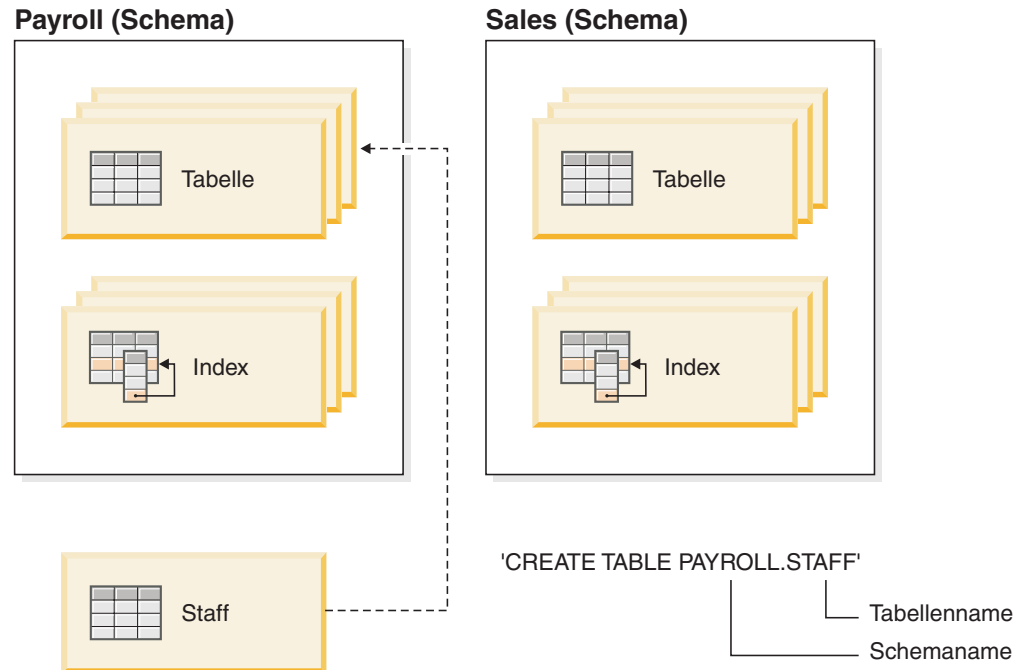 Payroll (Schema)
Sales (Schema)
Tabelle
Tabelle
Index
Index
Staff
'CREATE TABLE PAYROLL.STAFF'
Tabellenname
Schemaname